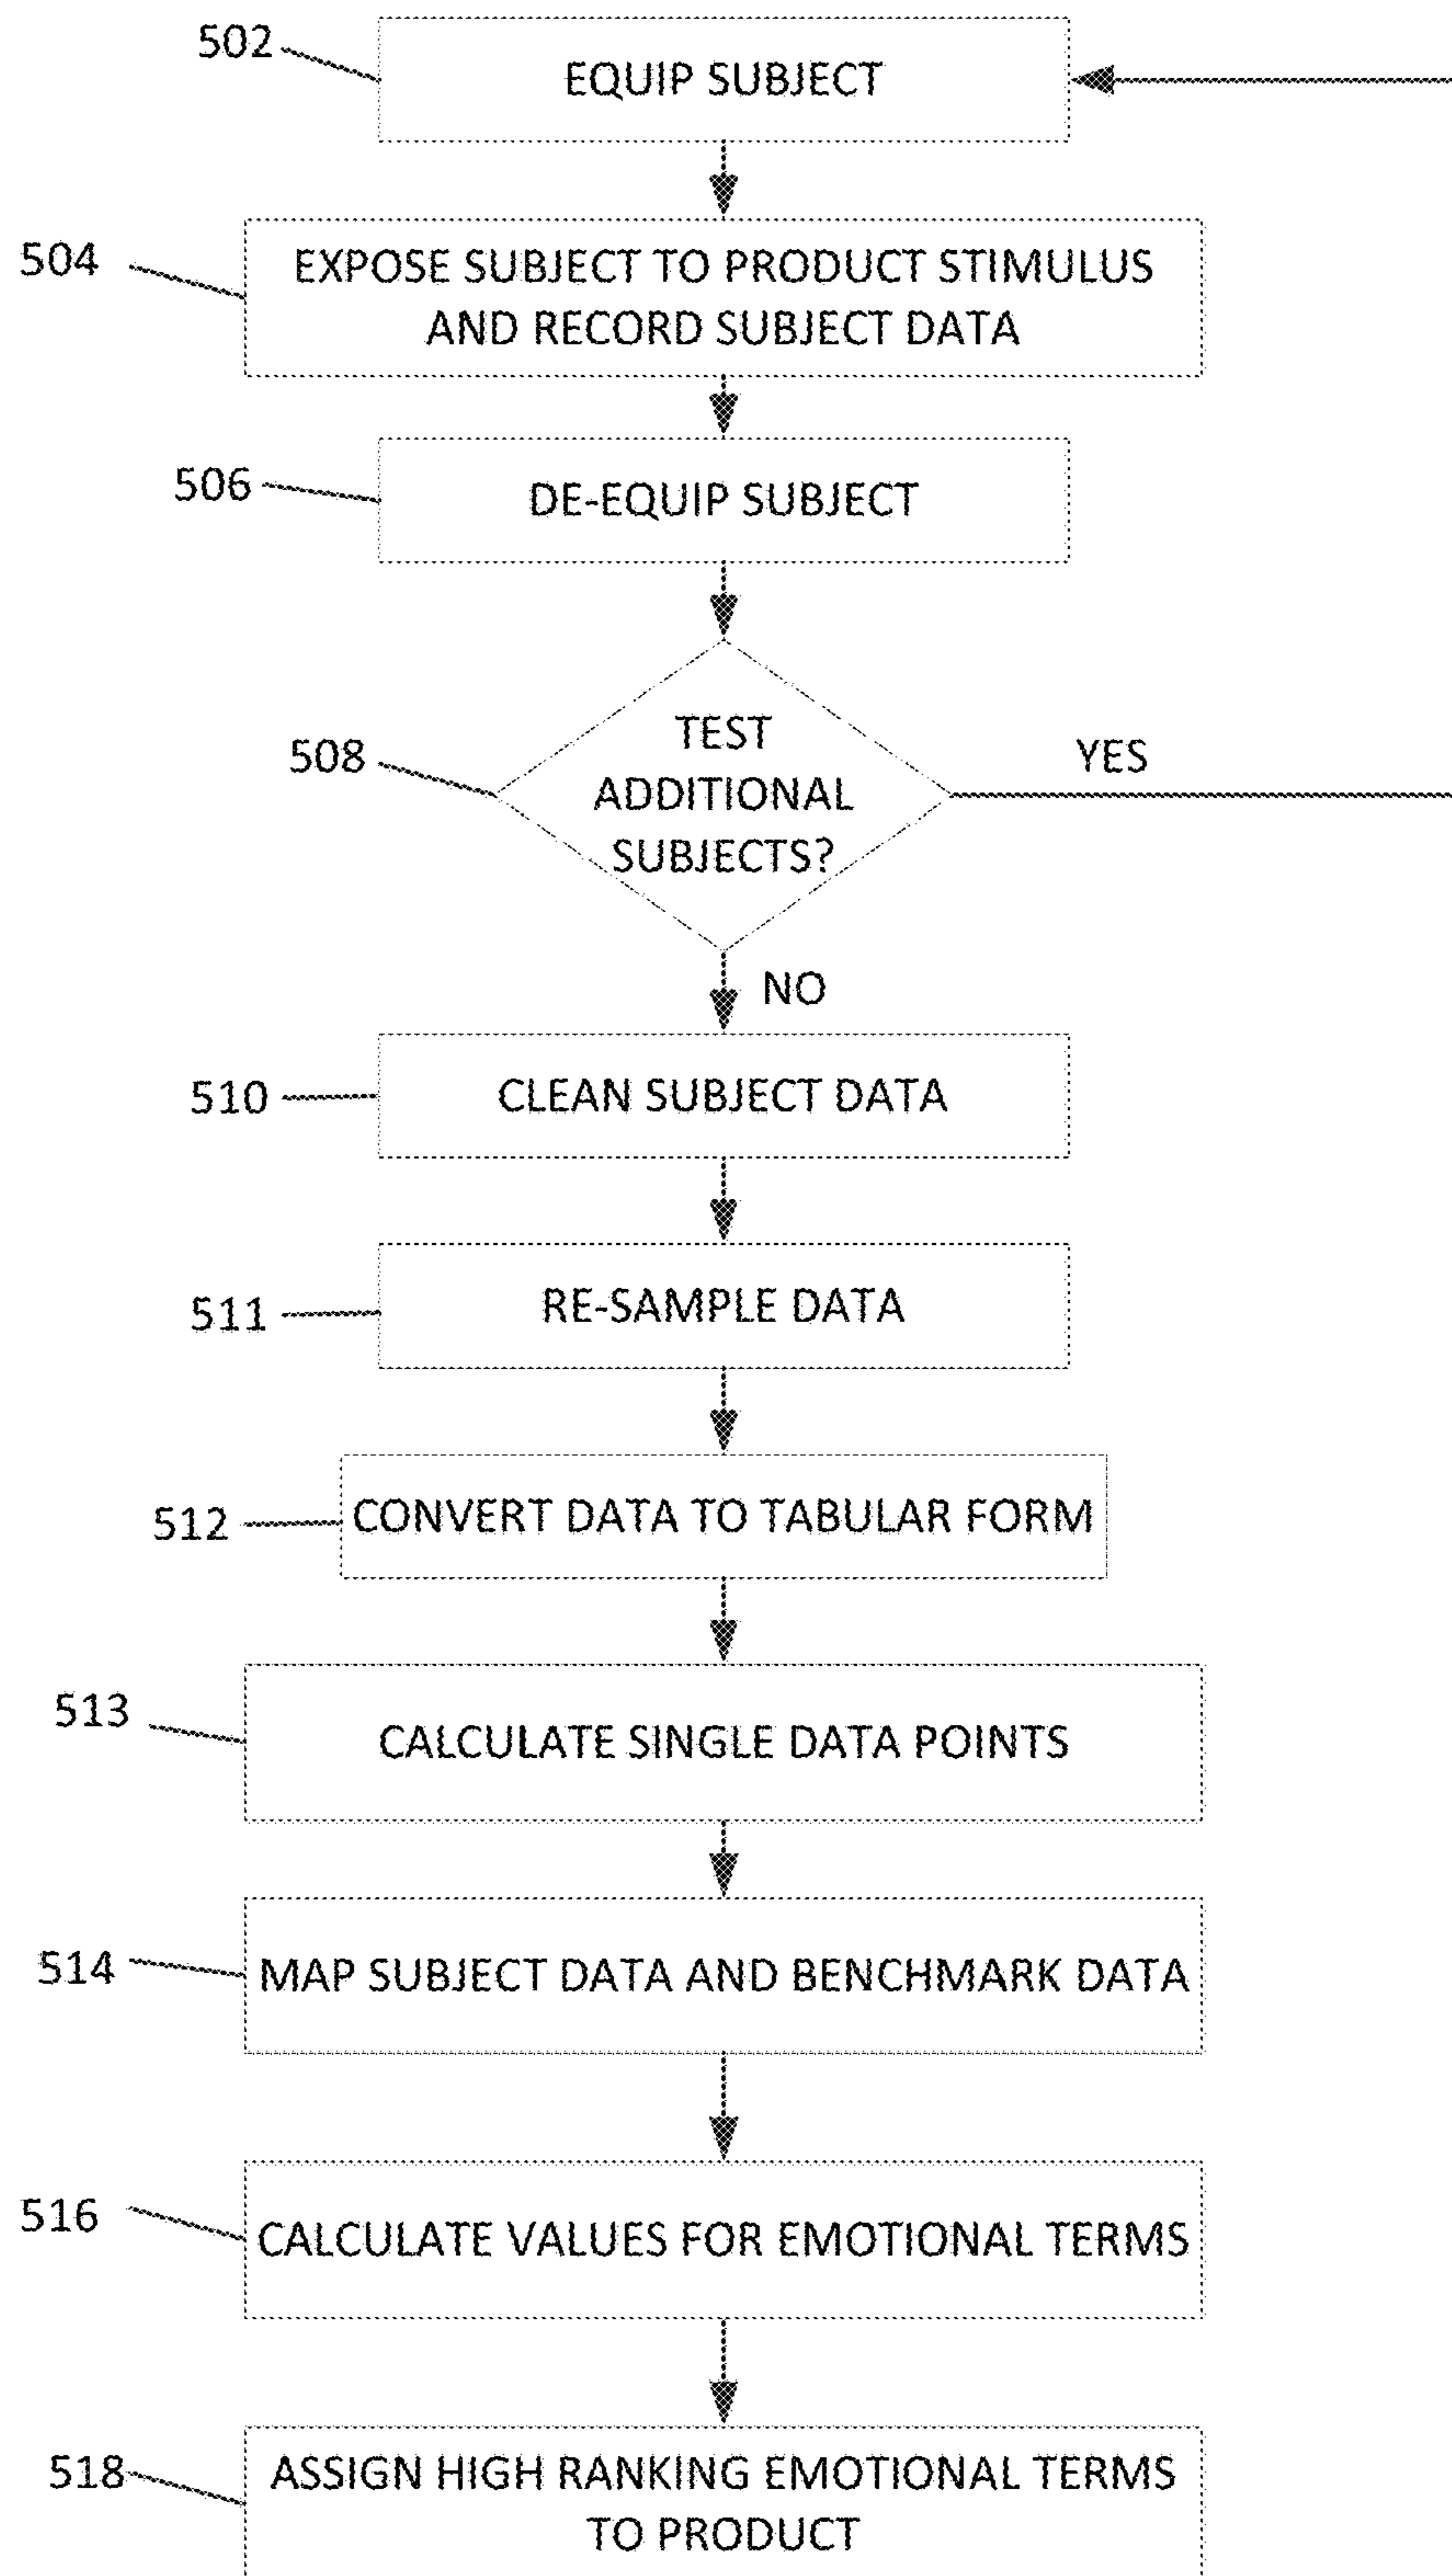 502
EQUIP SUBJECT
504
EXPOSE SUBJECT TO PRODUCT STIMULUS
AND RECORD SUBJECT DATA
506
DE-EQUIP SUBJECT
508
TEST
ADDITIONAL
SUBJECTS?
YES
NO
510
CLEAN SUBJECT DATA
511
RE-SAMPLE DATA
512
CONVERT DATA TO TABULAR FORM
513
CALCULATE SINGLE DATA POINTS
514
MAP SUBJECT DATA AND BENCHMARK DATA
516
CALCULATE VALUES FOR EMOTIONAL TERMS
518
ASSIGN HIGH RANKING EMOTIONAL TERMS
TO PRODUCT